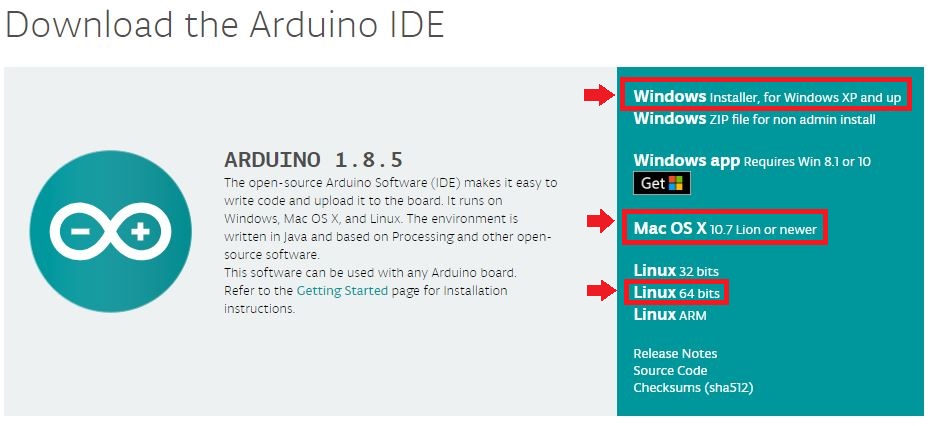 Download the Arduino IDE
ARDUINO 1.8.5
The open-source Arduino Software (IDE) makes it easy to
write code and upload it to the board. It runs on
Windows, Mac OS X, and Linux. The environment is
written in Java and based on Processing and other open-
source software.
This software can be used with any Arduino board.
Refer to the Getting Started page for Installation
instructions.
Windows Installer, for Windows XP and up
Windows ZIP file for non admin install
Windows app Requires Win 8.1 or 10
Get
Mac OS X 10.7 Lion or newer
Linux 32 bits
Linux 64 bits
Linux ARM
Release Notes
Source Code
Checksums (sha512)